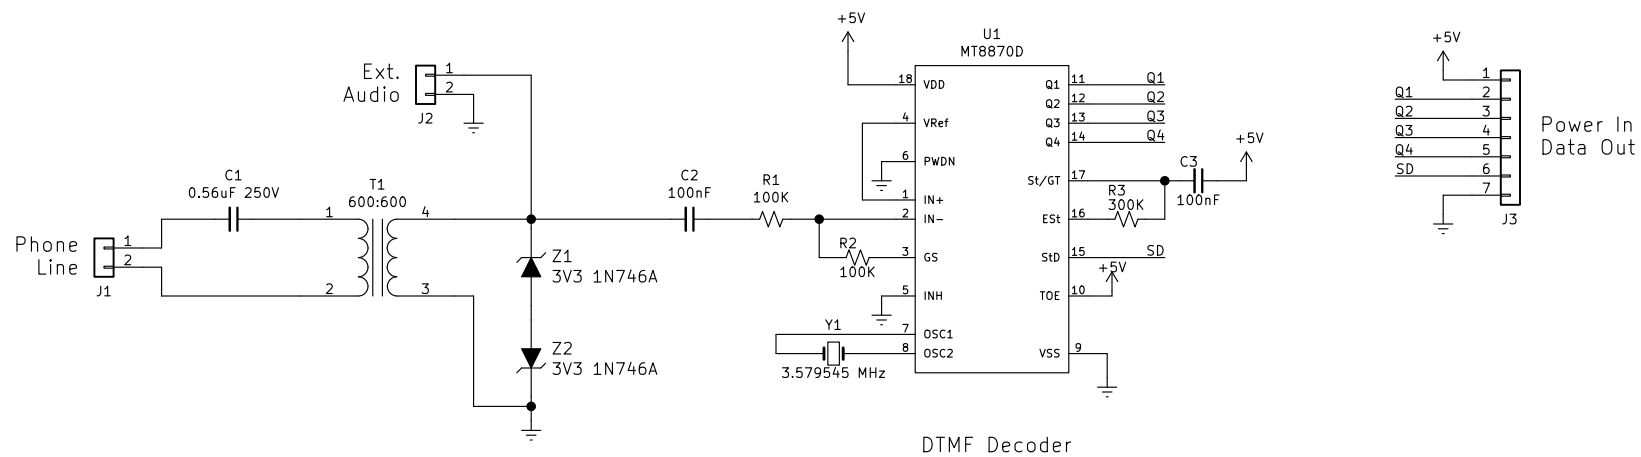 Ext.
Audio
1
2
J2
Phone
Line
1
2
J1
C1
0.56uF 250V
T1
600:600
1
2
4
3
Z1
3V3 1N746A
Z2
3V3 1N746A
C2
100nF
R1
100K
R2
100K
Y1
3.579545 MHz
+5V
U1
MT8870D
18 VDD
4 VRef
6 PWDN
1 IN+
2 IN-
3 GS
5 INH
7 OSC1
8 OSC2
Q1 11 Q1
Q2 12 Q2
Q3 13 Q3
Q4 14 Q4
St/GT 17
ESt 16
StD 15 SD
TOE 10
VSS 9
R3
300K
C3
100nF
+5V
+5V
DTMF Decoder
+5V
1
Q1 2
Q2 3
Q3 4
Q4 5
SD 6
7
J3
Power In
Data Out